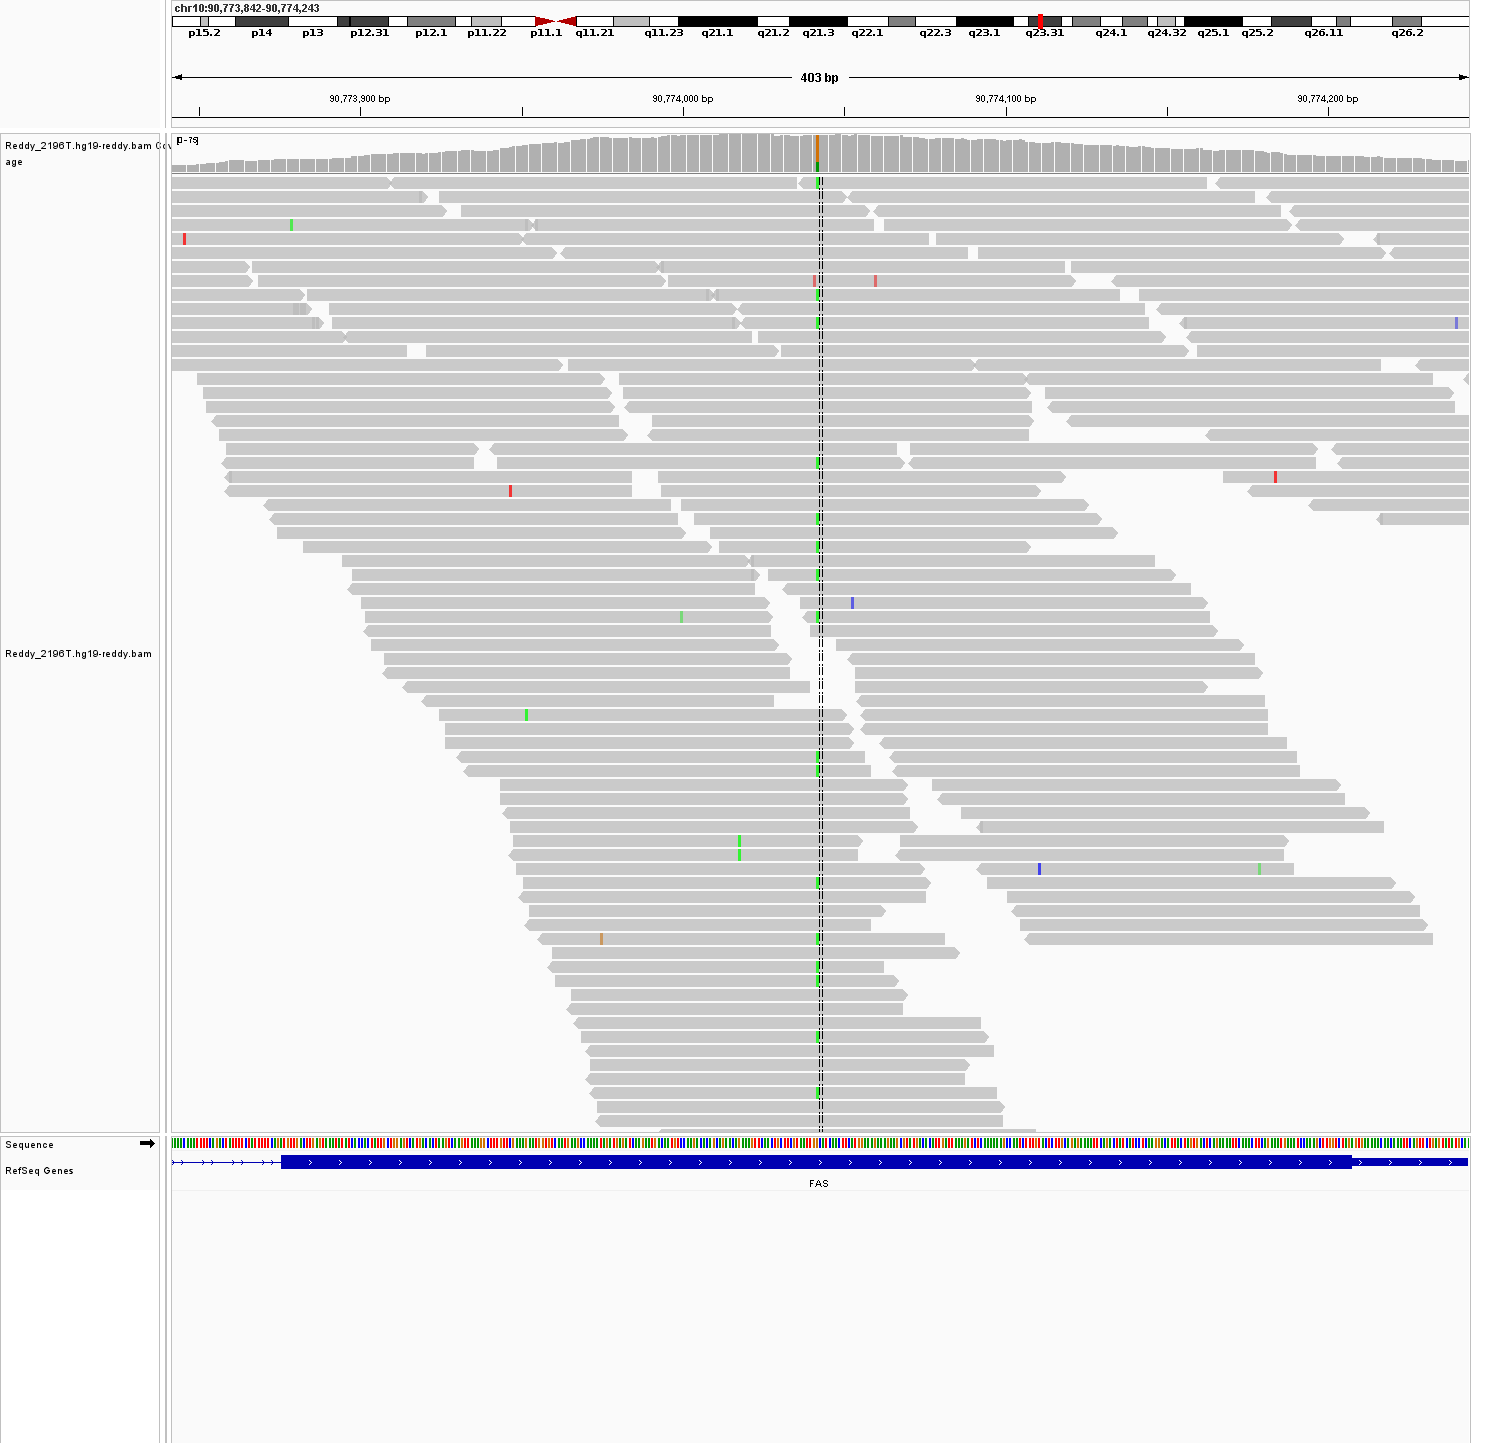 chr10:90,773,842-90,774,243
p15.2 p14 p13 p12.31 p12.1 p11.22 p11.1 q11.21 q11.23 q21.1 q21.2 q21.3 q22.1 q22.3 q23.1 q23.31 q24.1 q24.32 q25.1 q25.2 q26.11 q26.2
403 bp
90,773,900 bp 90,774,000 bp 90,774,100 bp 90,774,200 bp
Reddy_2196T.hg19-reddy.bam Cov
age
[0-75]
Reddy_2196T.hg19-reddy.bam
Sequence
RefSeq Genes
FAS